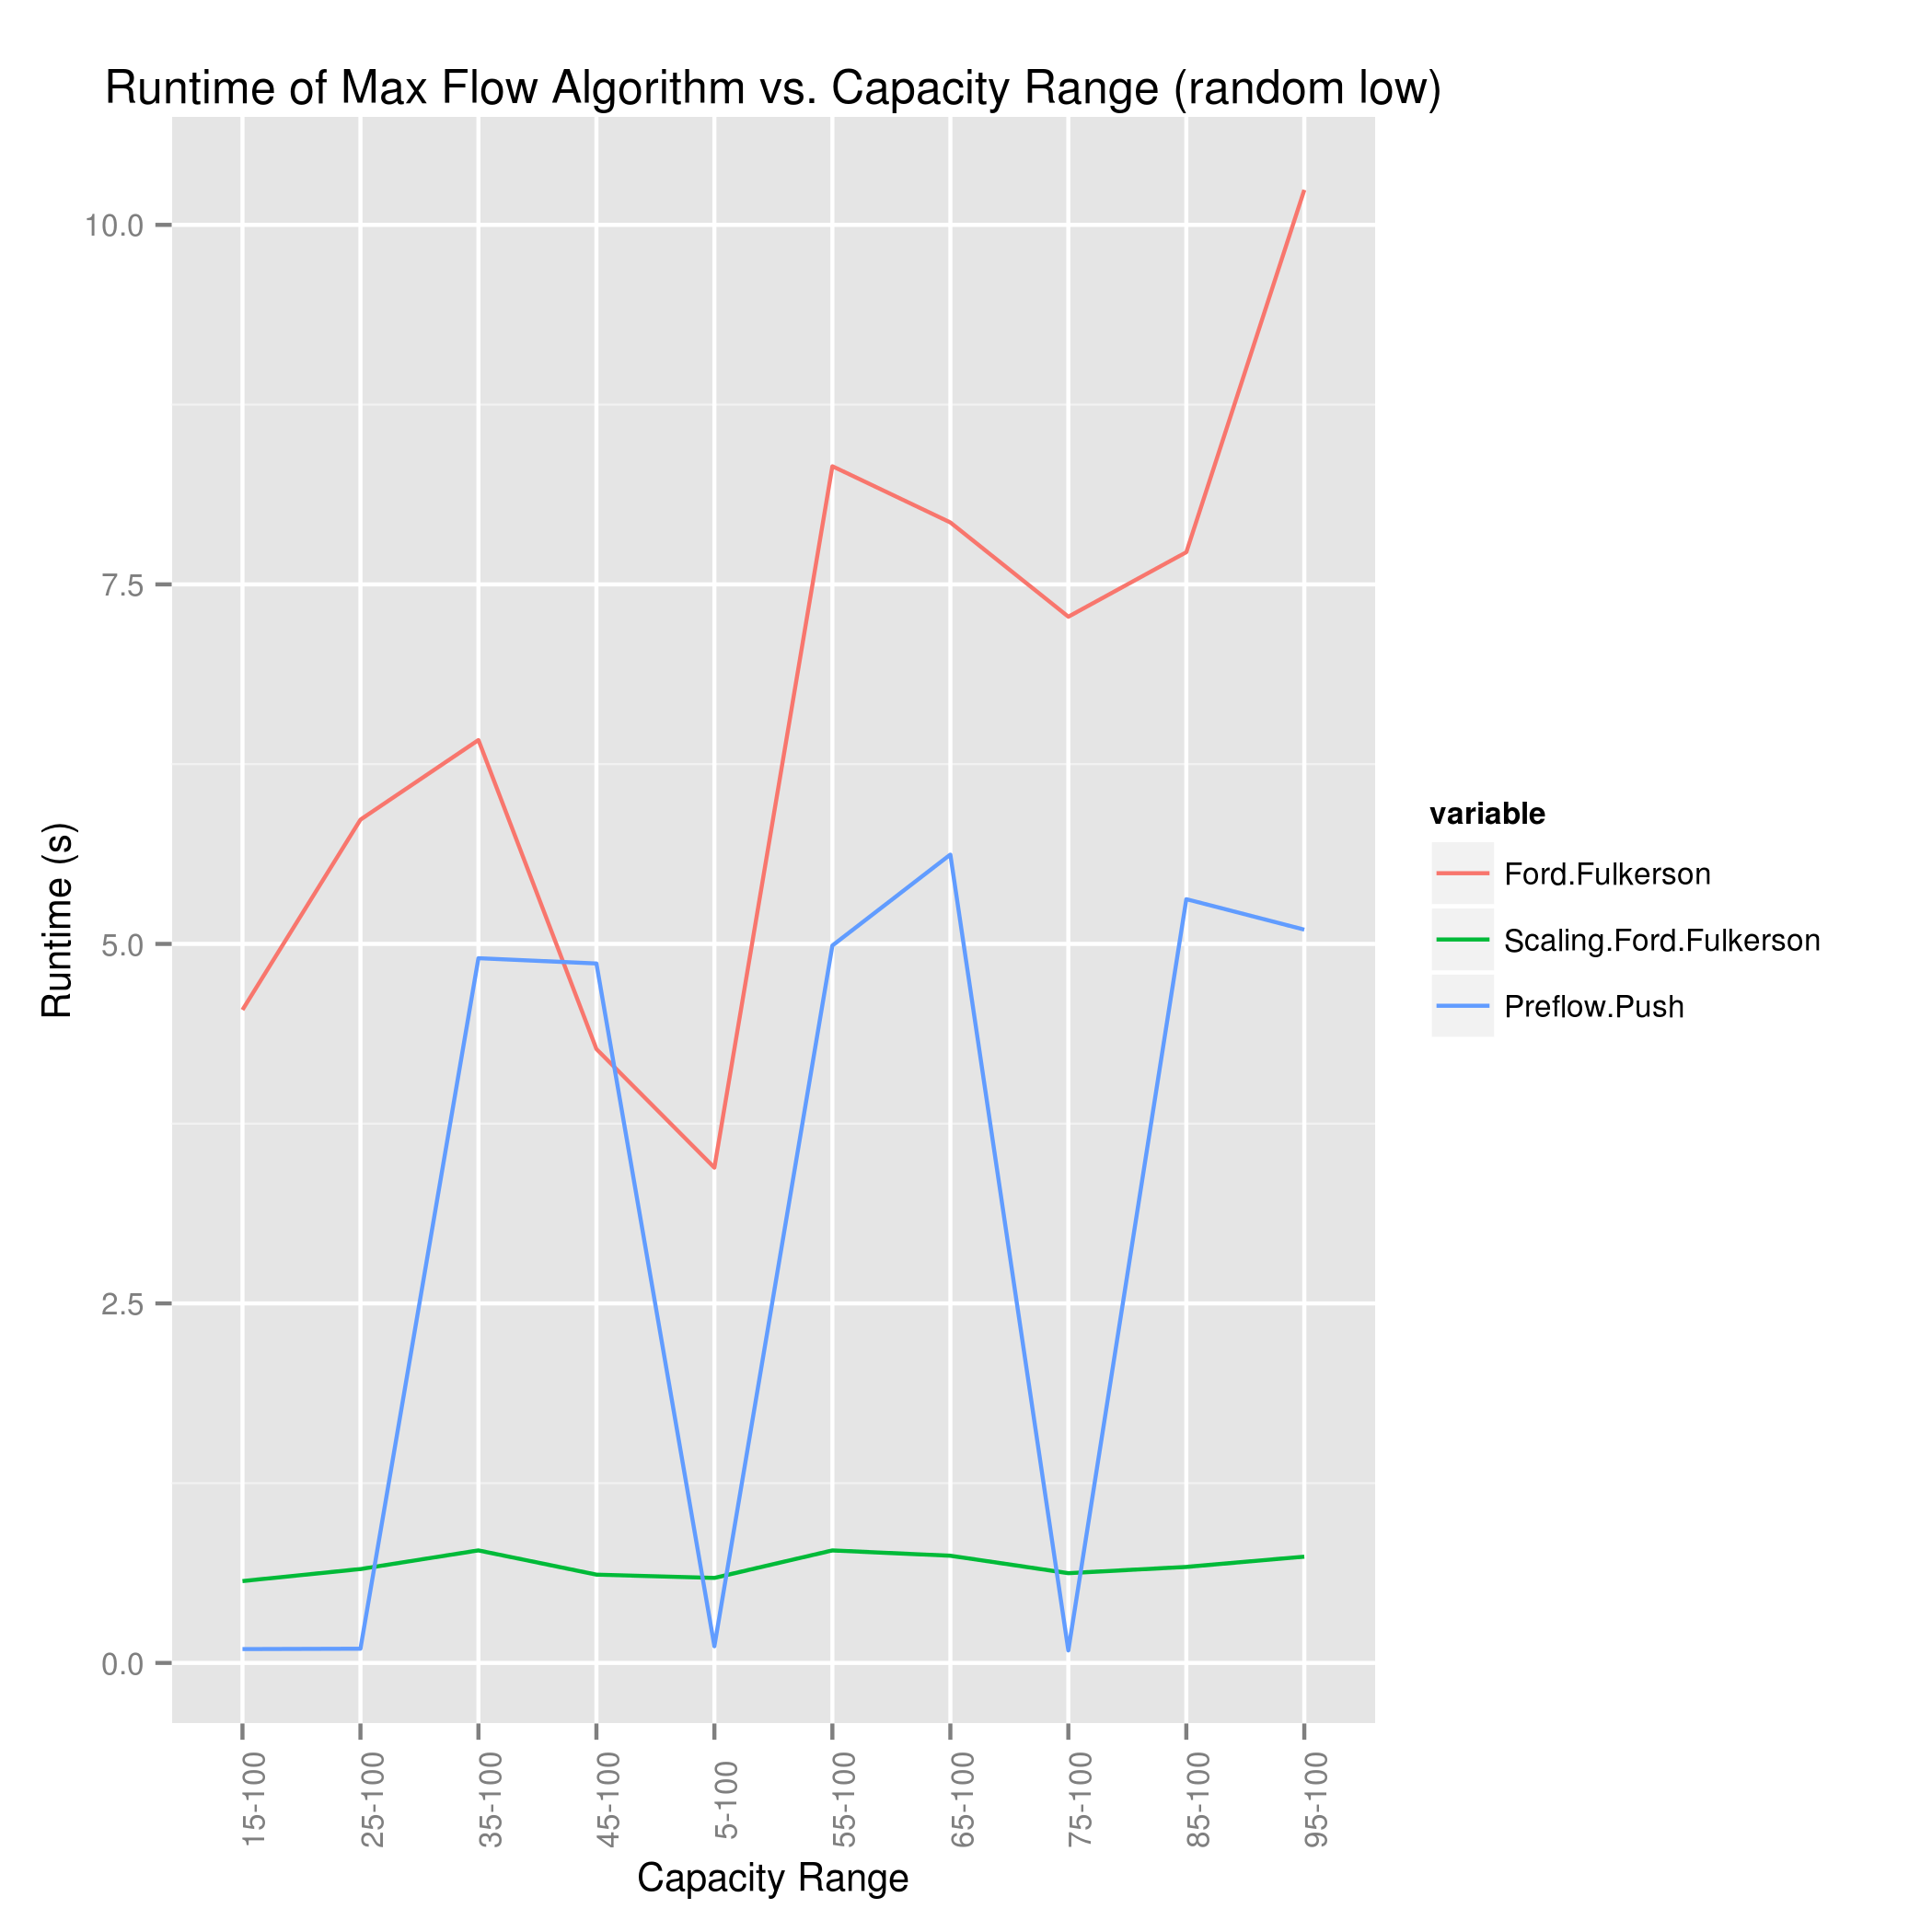 Runtime of Max Flow Algorithm vs. Capacity Range (random low)
10.0
7.5
5.0
2.5
0.0
Runtime (s)
15-100
25-100
35-100
45-100
5-100
55-100
65-100
75-100
85-100
95-100
Capacity Range
variable
Ford.Fulkerson
Scaling.Ford.Fulkerson
Preflow.Push